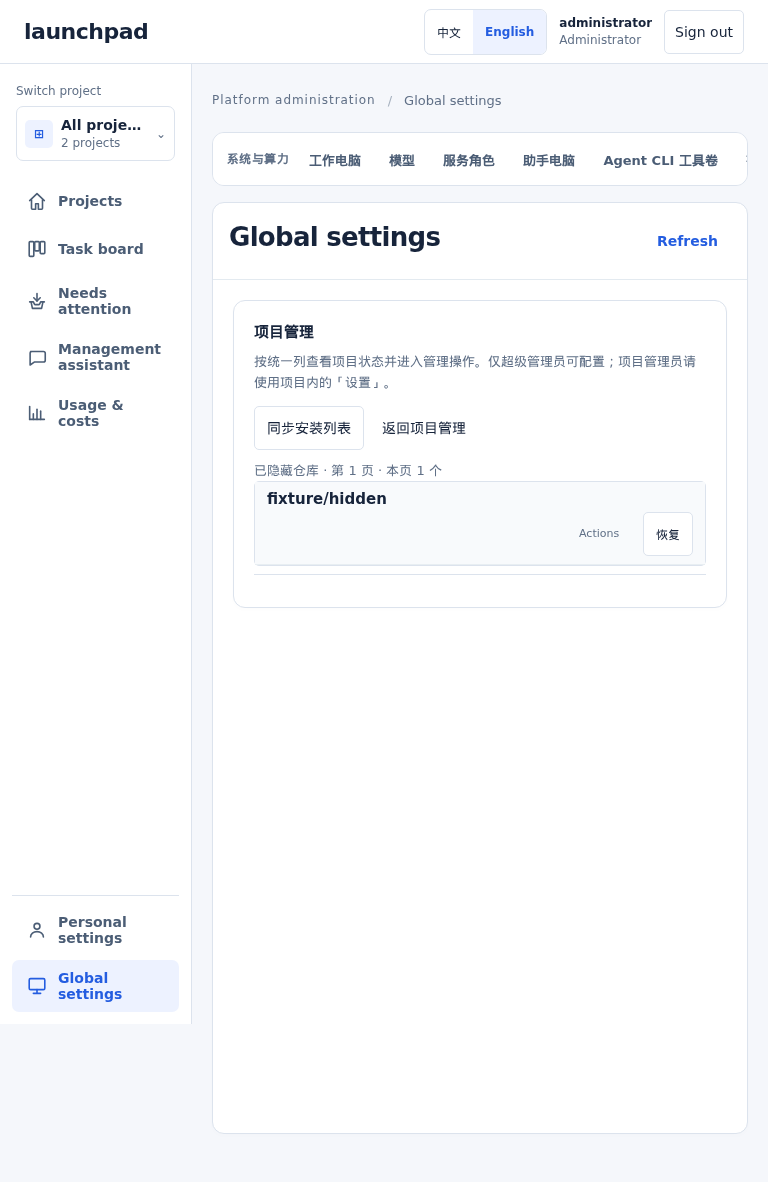 launchpad
中文
English
administrator
Administrator
Sign out
Switch project
All proje…
2 projects
Projects
Task board
Needs
attention
Management
assistant
Usage &
costs
Personal
settings
Global
settings
Platform administration / Global settings
系统与算力 工作电脑 模型 服务角色 助手电脑 Agent CLI 工具卷
Global settings
Refresh
项目管理
按统一列查看项目状态并进入管理操作。仅超级管理员可配置；项目管理员请
使用项目内的「设置」。
同步安装列表 返回项目管理
已隐藏仓库 · 第 1 页 · 本页 1 个
fixture/hidden
Actions 恢复